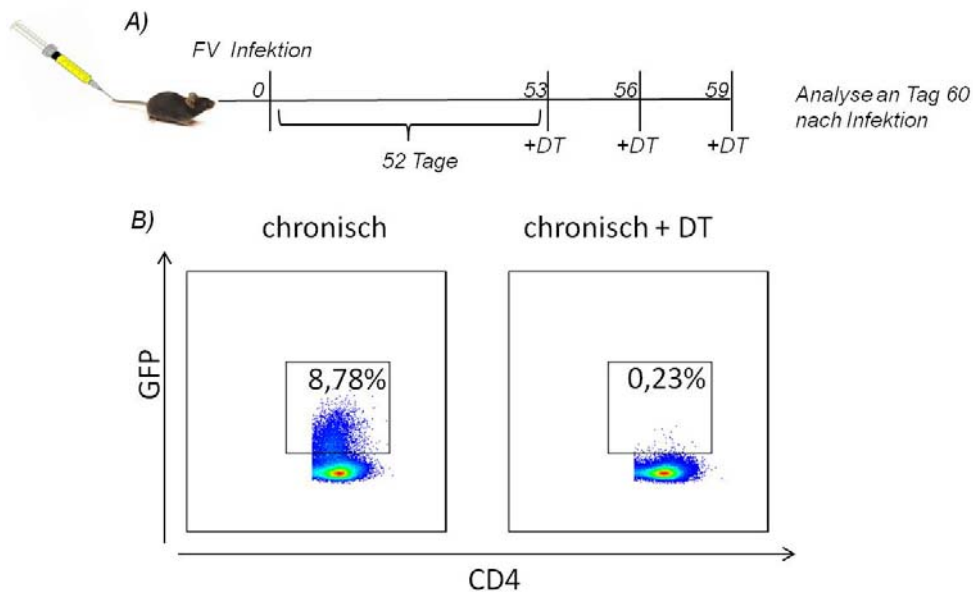 A)
FV Infektion
0 53 56 59
52 Tage
+DT +DT +DT
Analyse an Tag 60
nach Infektion
B)
chronisch
chronisch + DT
GFP
8,78%
0,23%
CD4